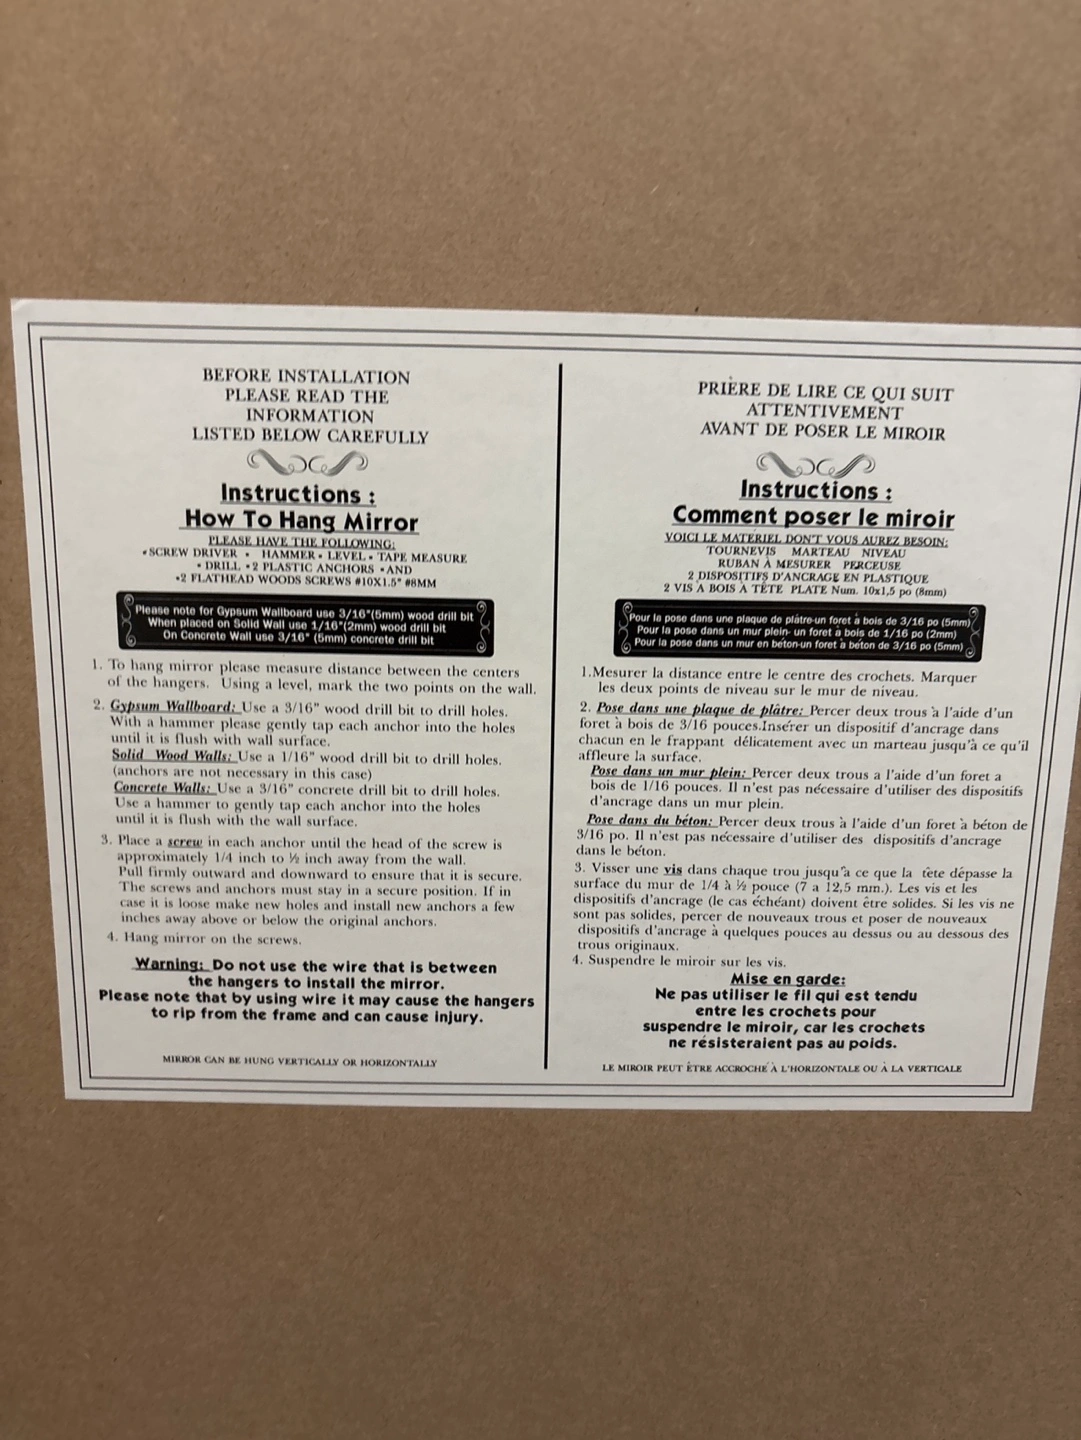 BEFORE INSTALLATION
PLEASE READ THE
INFORMATION
LISTED BELOW CAREFULLY
Instructions :
How To Hang Mirror
PLEASE HAVE THE FOLLOWING:
•SCREW DRIVER • HAMMER • LEVEL • TAPE MEASURE
• DRILL •2 PLASTIC ANCHORS •AND
•2 FLATHEAD WOODS SCREWS #10X1.5" #8MM
Please note for Gypsum Wallboard use 3/16"(5mm) wood drill bit
When placed on Solid Wall use 1/16"(2mm) wood drill bit
On Concrete Wall use 3/16" (5mm) concrete drill bit
1. To hang mirror please measure distance between the centers
of the hangers. Using a level, mark the two points on the wall.
2. Gypsum Wallboard: Use a 3/16" wood drill bit to drill holes.
With a hammer please gently tap each anchor into the holes
until it is flush with wall surface.
Solid Wood Walls: Use a 1/16" wood drill bit to drill holes.
(anchors are not necessary in this case)
Concrete Walls: Use a 3/16" concrete drill bit to drill holes.
Use a hammer to gently tap each anchor into the holes
until it is flush with the wall surface.
3. Place a screw in each anchor until the head of the screw is
approximately 1/4 inch to ½ inch away from the wall.
Pull firmly outward and downward to ensure that it is secure.
The screws and anchors must stay in a secure position. If in
case it is loose make new holes and install new anchors a few
inches away above or below the original anchors.
4. Hang mirror on the screws.
Warning: Do not use the wire that is between
the hangers to install the mirror.
Please note that by using wire it may cause the hangers
to rip from the frame and can cause injury.
MIRROR CAN BE HUNG VERTICALLY OR HORIZONTALLY
PRIÈRE DE LIRE CE QUI SUIT
ATTENTIVEMENT
AVANT DE POSER LE MIROIR
Instructions :
Comment poser le miroir
VOICI LE MATÉRIEL DONT VOUS AUREZ BESOIN:
TOURNEVIS MARTEAU NIVEAU
RUBAN À MESURER PERCEUSE
2 DISPOSITIFS D'ANCRAGE EN PLASTIQUE
2 VIS À BOIS À TÊTE PLATE Num. 10x1,5 po (8mm)
Pour la pose dans une plaque de plâtre-un foret à bois de 3/16 po (5mm)
Pour la pose dans un mur plein- un foret à bois de 1/16 po (2mm)
Pour la pose dans un mur en béton-un foret à béton de 3/16 po (5mm)
1.Mesurer la distance entre le centre des crochets. Marquer
les deux points de niveau sur le mur de niveau.
2. Pose dans une plaque de plâtre: Percer deux trous à l'aide d'un
foret à bois de 3/16 pouces.Insérer un dispositif d'ancrage dans
chacun en le frappant délicatement avec un marteau jusqu'à ce qu'il
affleure la surface.
Pose dans un mur plein: Percer deux trous a l'aide d'un foret a
bois de 1/16 pouces. Il n'est pas nécessaire d'utiliser des dispositifs
d'ancrage dans un mur plein.
Pose dans du béton: Percer deux trous à l'aide d'un foret à béton de
3/16 po. Il n'est pas nécessaire d'utiliser des dispositifs d'ancrage
dans le béton.
3. Visser une vis dans chaque trou jusqu'à ce que la tête dépasse la
surface du mur de 1/4 à ½ pouce (7 a 12,5 mm.). Les vis et les
dispositifs d'ancrage (le cas échéant) doivent être solides. Si les vis ne
sont pas solides, percer de nouveaux trous et poser de nouveaux
dispositifs d'ancrage à quelques pouces au dessus ou au dessous des
trous originaux.
4. Suspendre le miroir sur les vis.
Mise en garde:
Ne pas utiliser le fil qui est tendu
entre les crochets pour
suspendre le miroir, car les crochets
ne résisteraient pas au poids.
LE MIROIR PEUT ÊTRE ACCROCHÉ À L'HORIZONTALE OU À LA VERTICALE